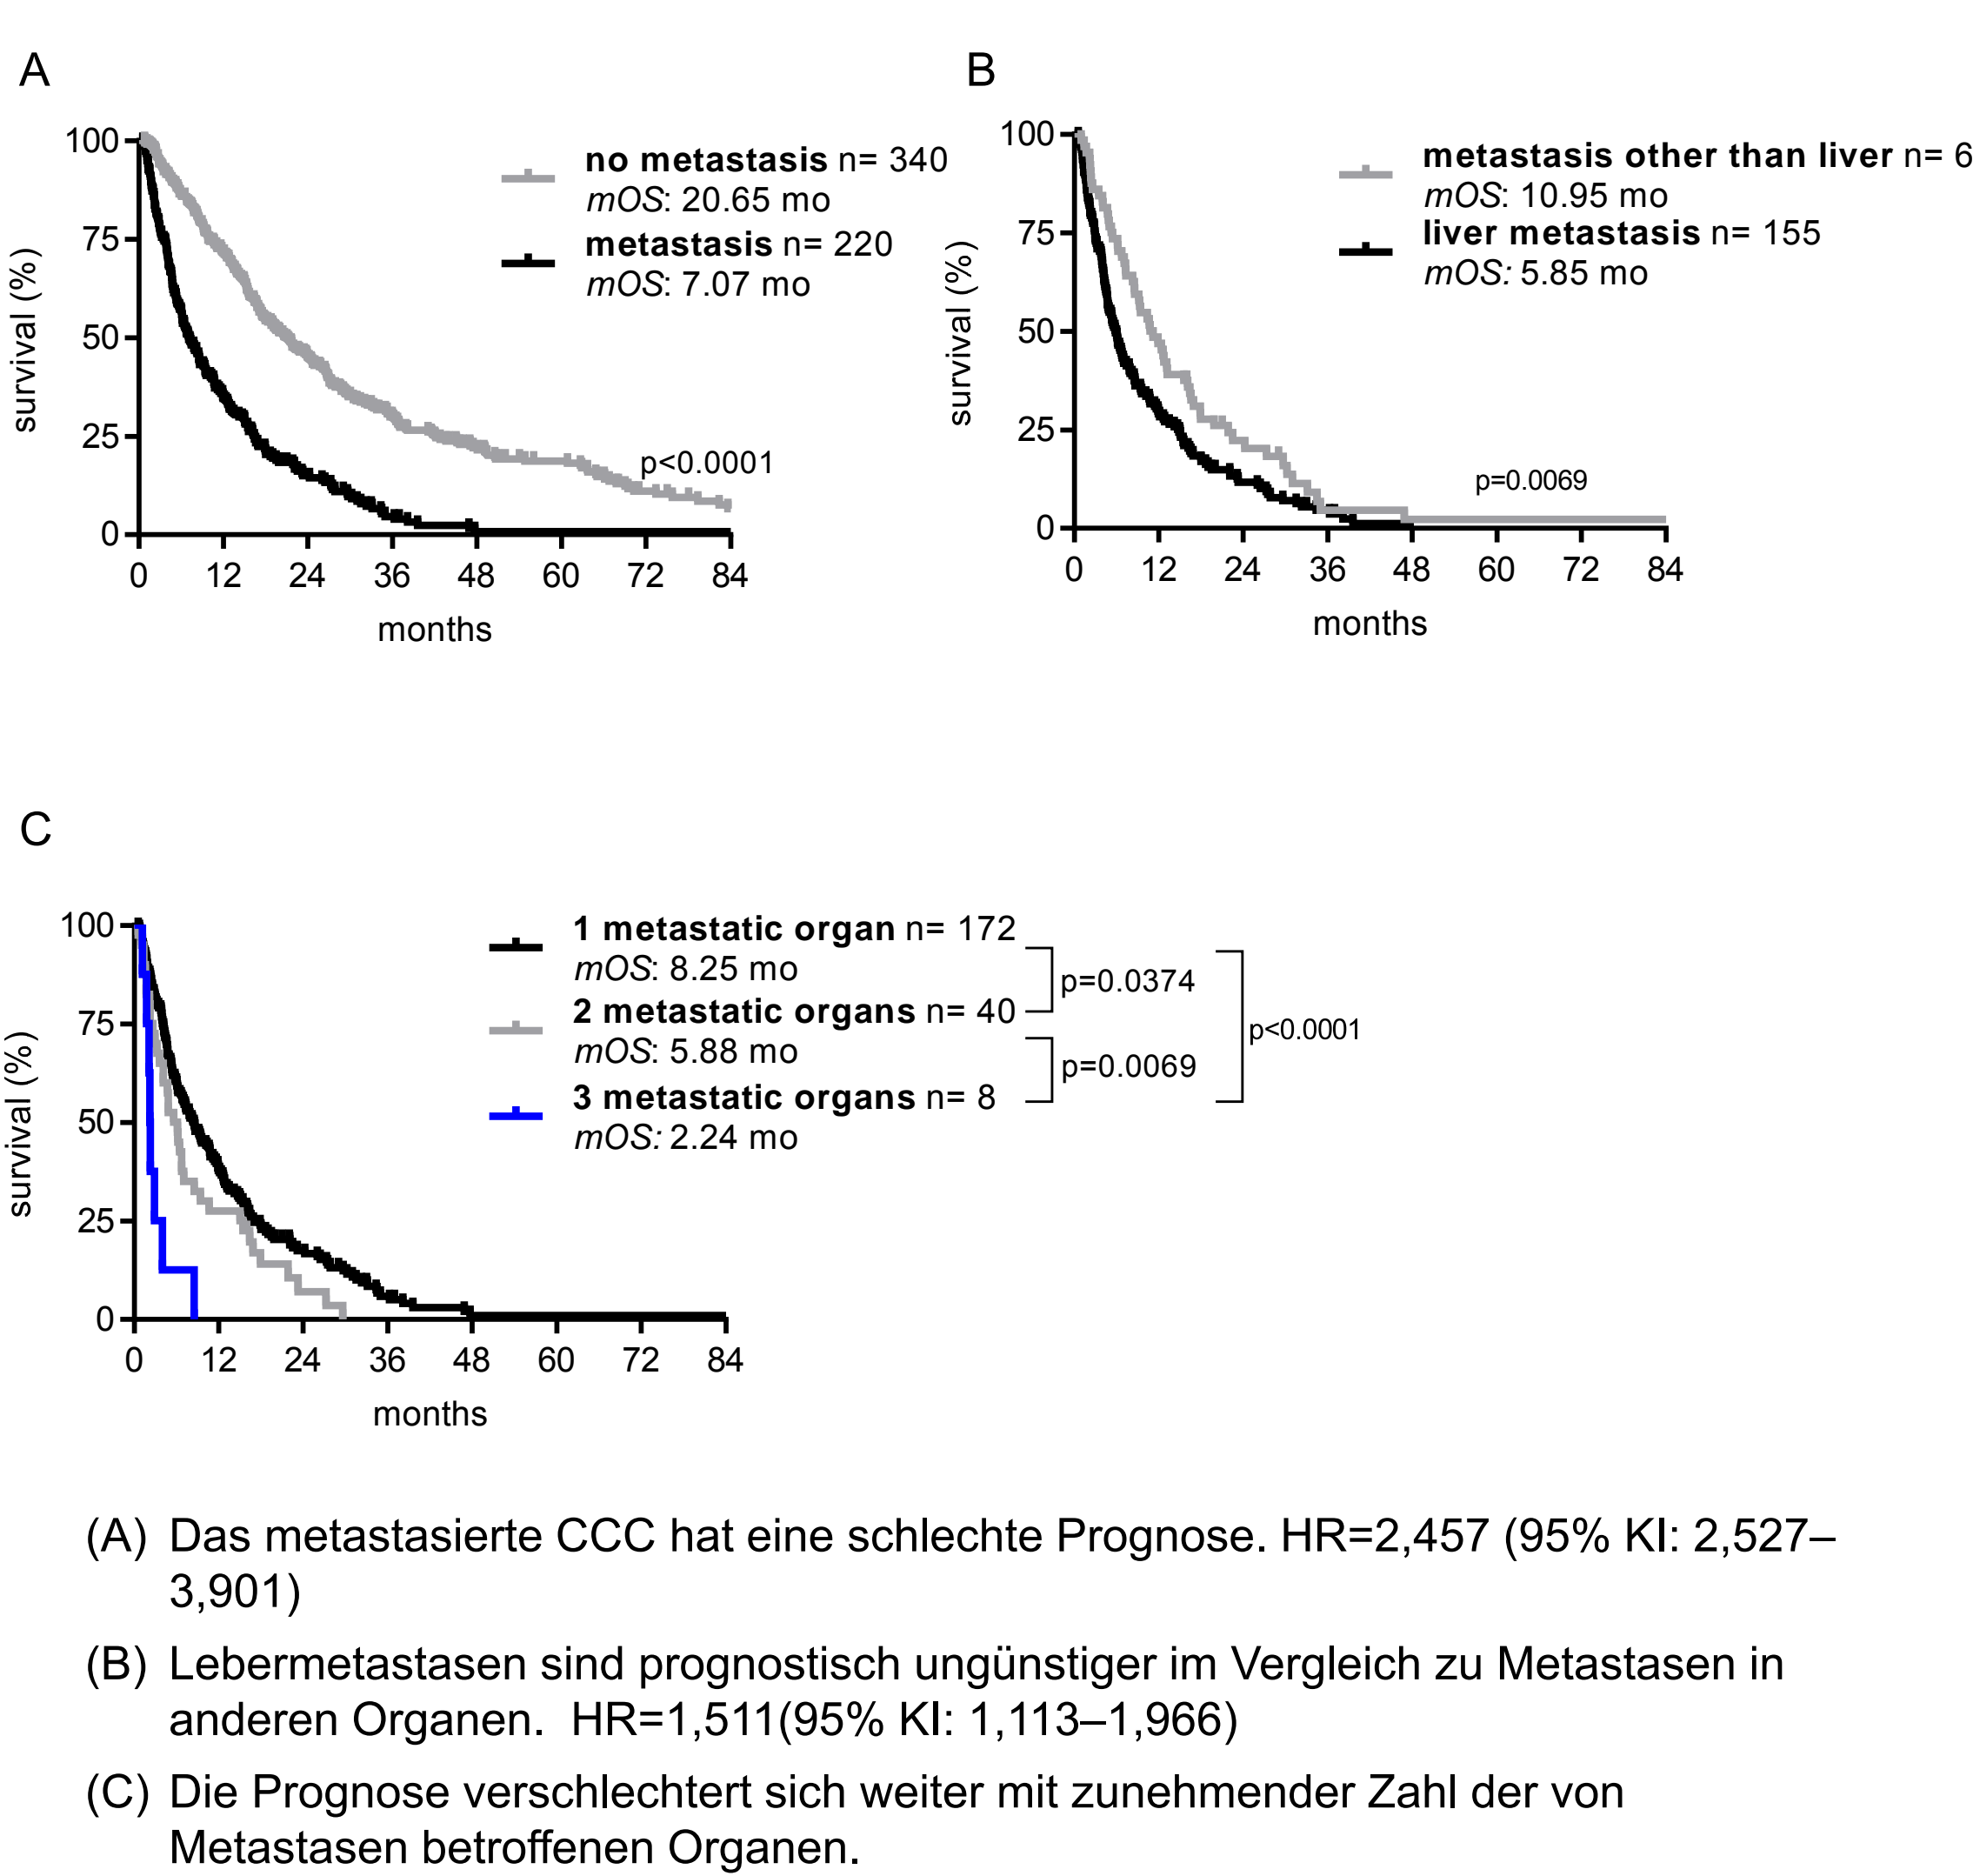 A
100
75
50
25
0
survival (%)
0 12 24 36 48 60 72 84
months
no metastasis n= 340
mOS: 20.65 mo
metastasis n= 220
mOS: 7.07 mo
p<0.0001
B
100
75
50
25
0
survival (%)
0 12 24 36 48 60 72 84
months
metastasis other than liver n= 6
mOS: 10.95 mo
liver metastasis n= 155
mOS: 5.85 mo
p=0.0069
C
100
75
50
25
0
survival (%)
0 12 24 36 48 60 72 84
months
1 metastatic organ n= 172
mOS: 8.25 mo
2 metastatic organs n= 40
mOS: 5.88 mo
3 metastatic organs n= 8
mOS: 2.24 mo
p=0.0374
p=0.0069
p<0.0001
(A) Das metastasierte CCC hat eine schlechte Prognose. HR=2,457 (95% KI: 2,527–
3,901)
(B) Lebermetastasen sind prognostisch ungünstiger im Vergleich zu Metastasen in
anderen Organen. HR=1,511(95% KI: 1,113–1,966)
(C) Die Prognose verschlechtert sich weiter mit zunehmender Zahl der von
Metastasen betroffenen Organen.